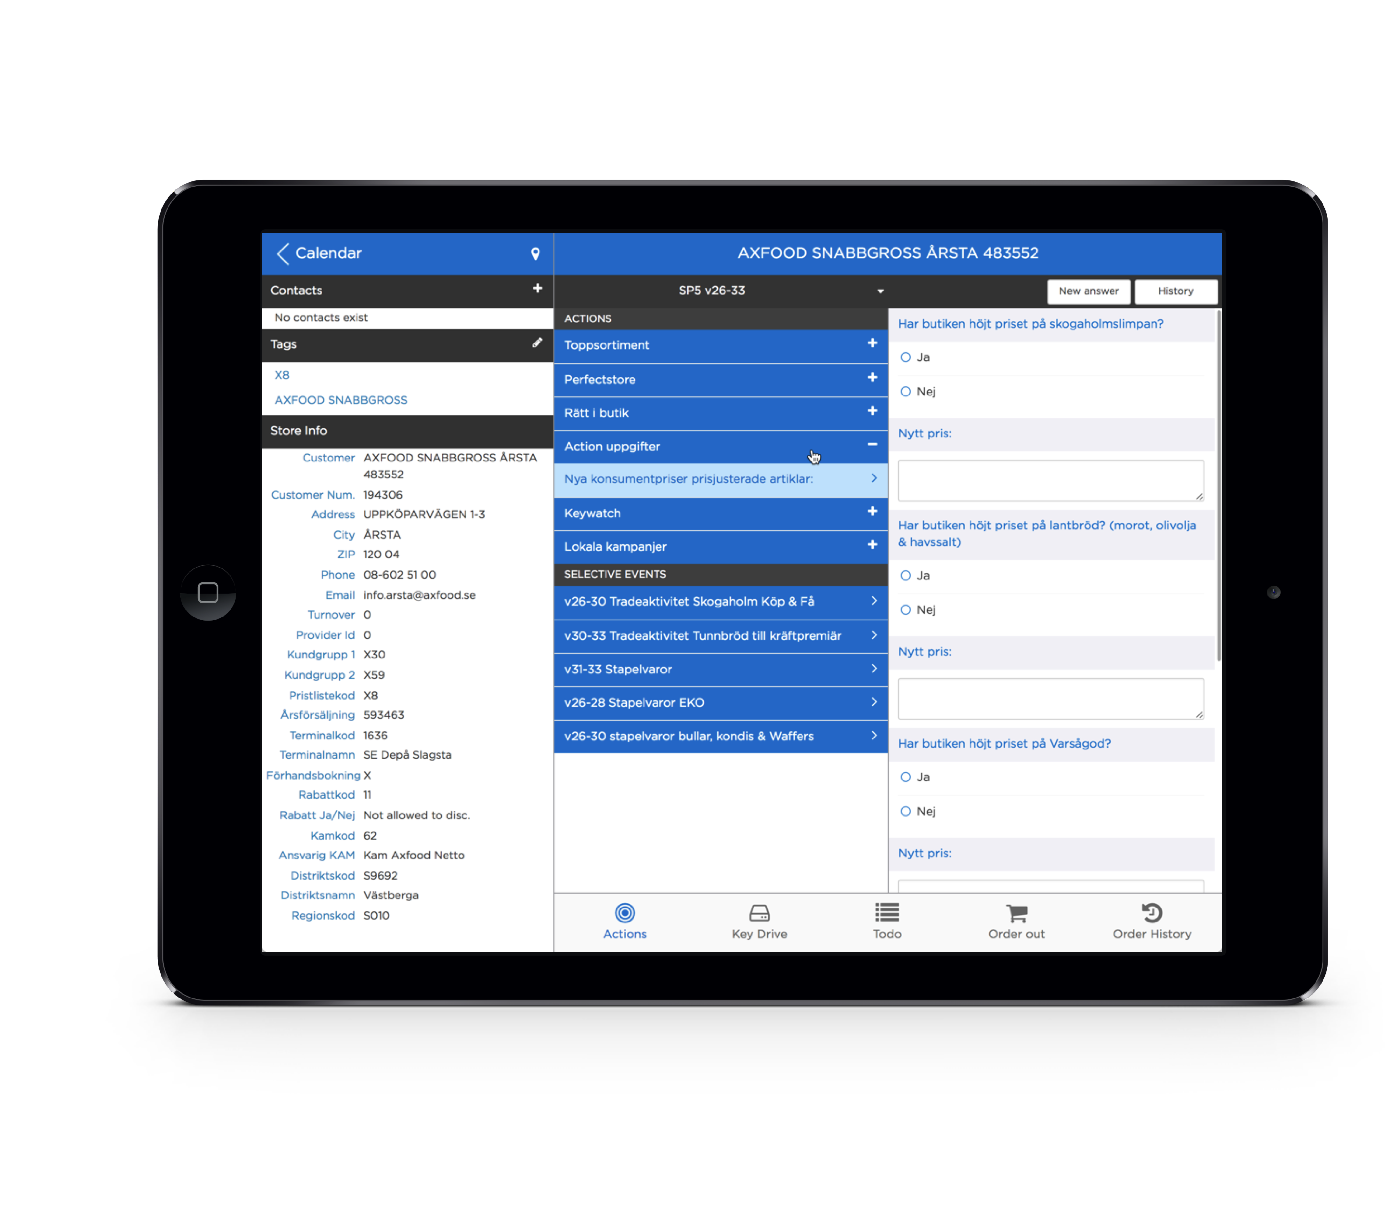 Calendar
AXFOOD SNABBGROSS ÅRSTA 483552
Contacts
No contacts exist
Tags
X8
AXFOOD SNABBGROSS
Store Info
Customer AXFOOD SNABBGROSS ÅRSTA
483552
Customer Num. 194306
Address UPPKÖPARVÄGEN 1-3
City ÅRSTA
ZIP 120 04
Phone 08-602 51 00
Email info.arsta@axfood.se
Turnover 0
Provider Id 0
Kundgrupp 1 X30
Kundgrupp 2 X59
Pristlistekod X8
Årsförsäljning 593463
Terminalkod 1636
Terminalnamn SE Depå Slagsta
Förhandsbokning X
Rabattkod 11
Rabatt Ja/Nej Not allowed to disc.
Kamkod 62
Ansvarig KAM Kam Axfood Netto
Distriktskod S9692
Distriktsnamn Västberga
Regionskod S010
SP5 v26-33
New answer
History
ACTIONS
Toppsortiment
Perfectstore
Rätt i butik
Action uppgifter
Nya konsumentpriser prisjusterade artiklar:
Keywatch
Lokala kampanjer
SELECTIVE EVENTS
v26-30 Tradeaktivitet Skogaholm Köp & Få
v30-33 Tradeaktivitet Tunnbröd till kräftpremiär
v31-33 Stapelvaror
v26-28 Stapelvaror EKO
v26-30 stapelvaror bullar, kondis & Waffers
Har butiken höjt priset på skogaholmslimpan?
Ja
Nej
Nytt pris:
Har butiken höjt priset på lantbröd? (morot, olivolja
& havssalt)
Ja
Nej
Nytt pris:
Har butiken höjt priset på Varsågod?
Ja
Nej
Nytt pris:
Actions
Key Drive
Todo
Order out
Order History